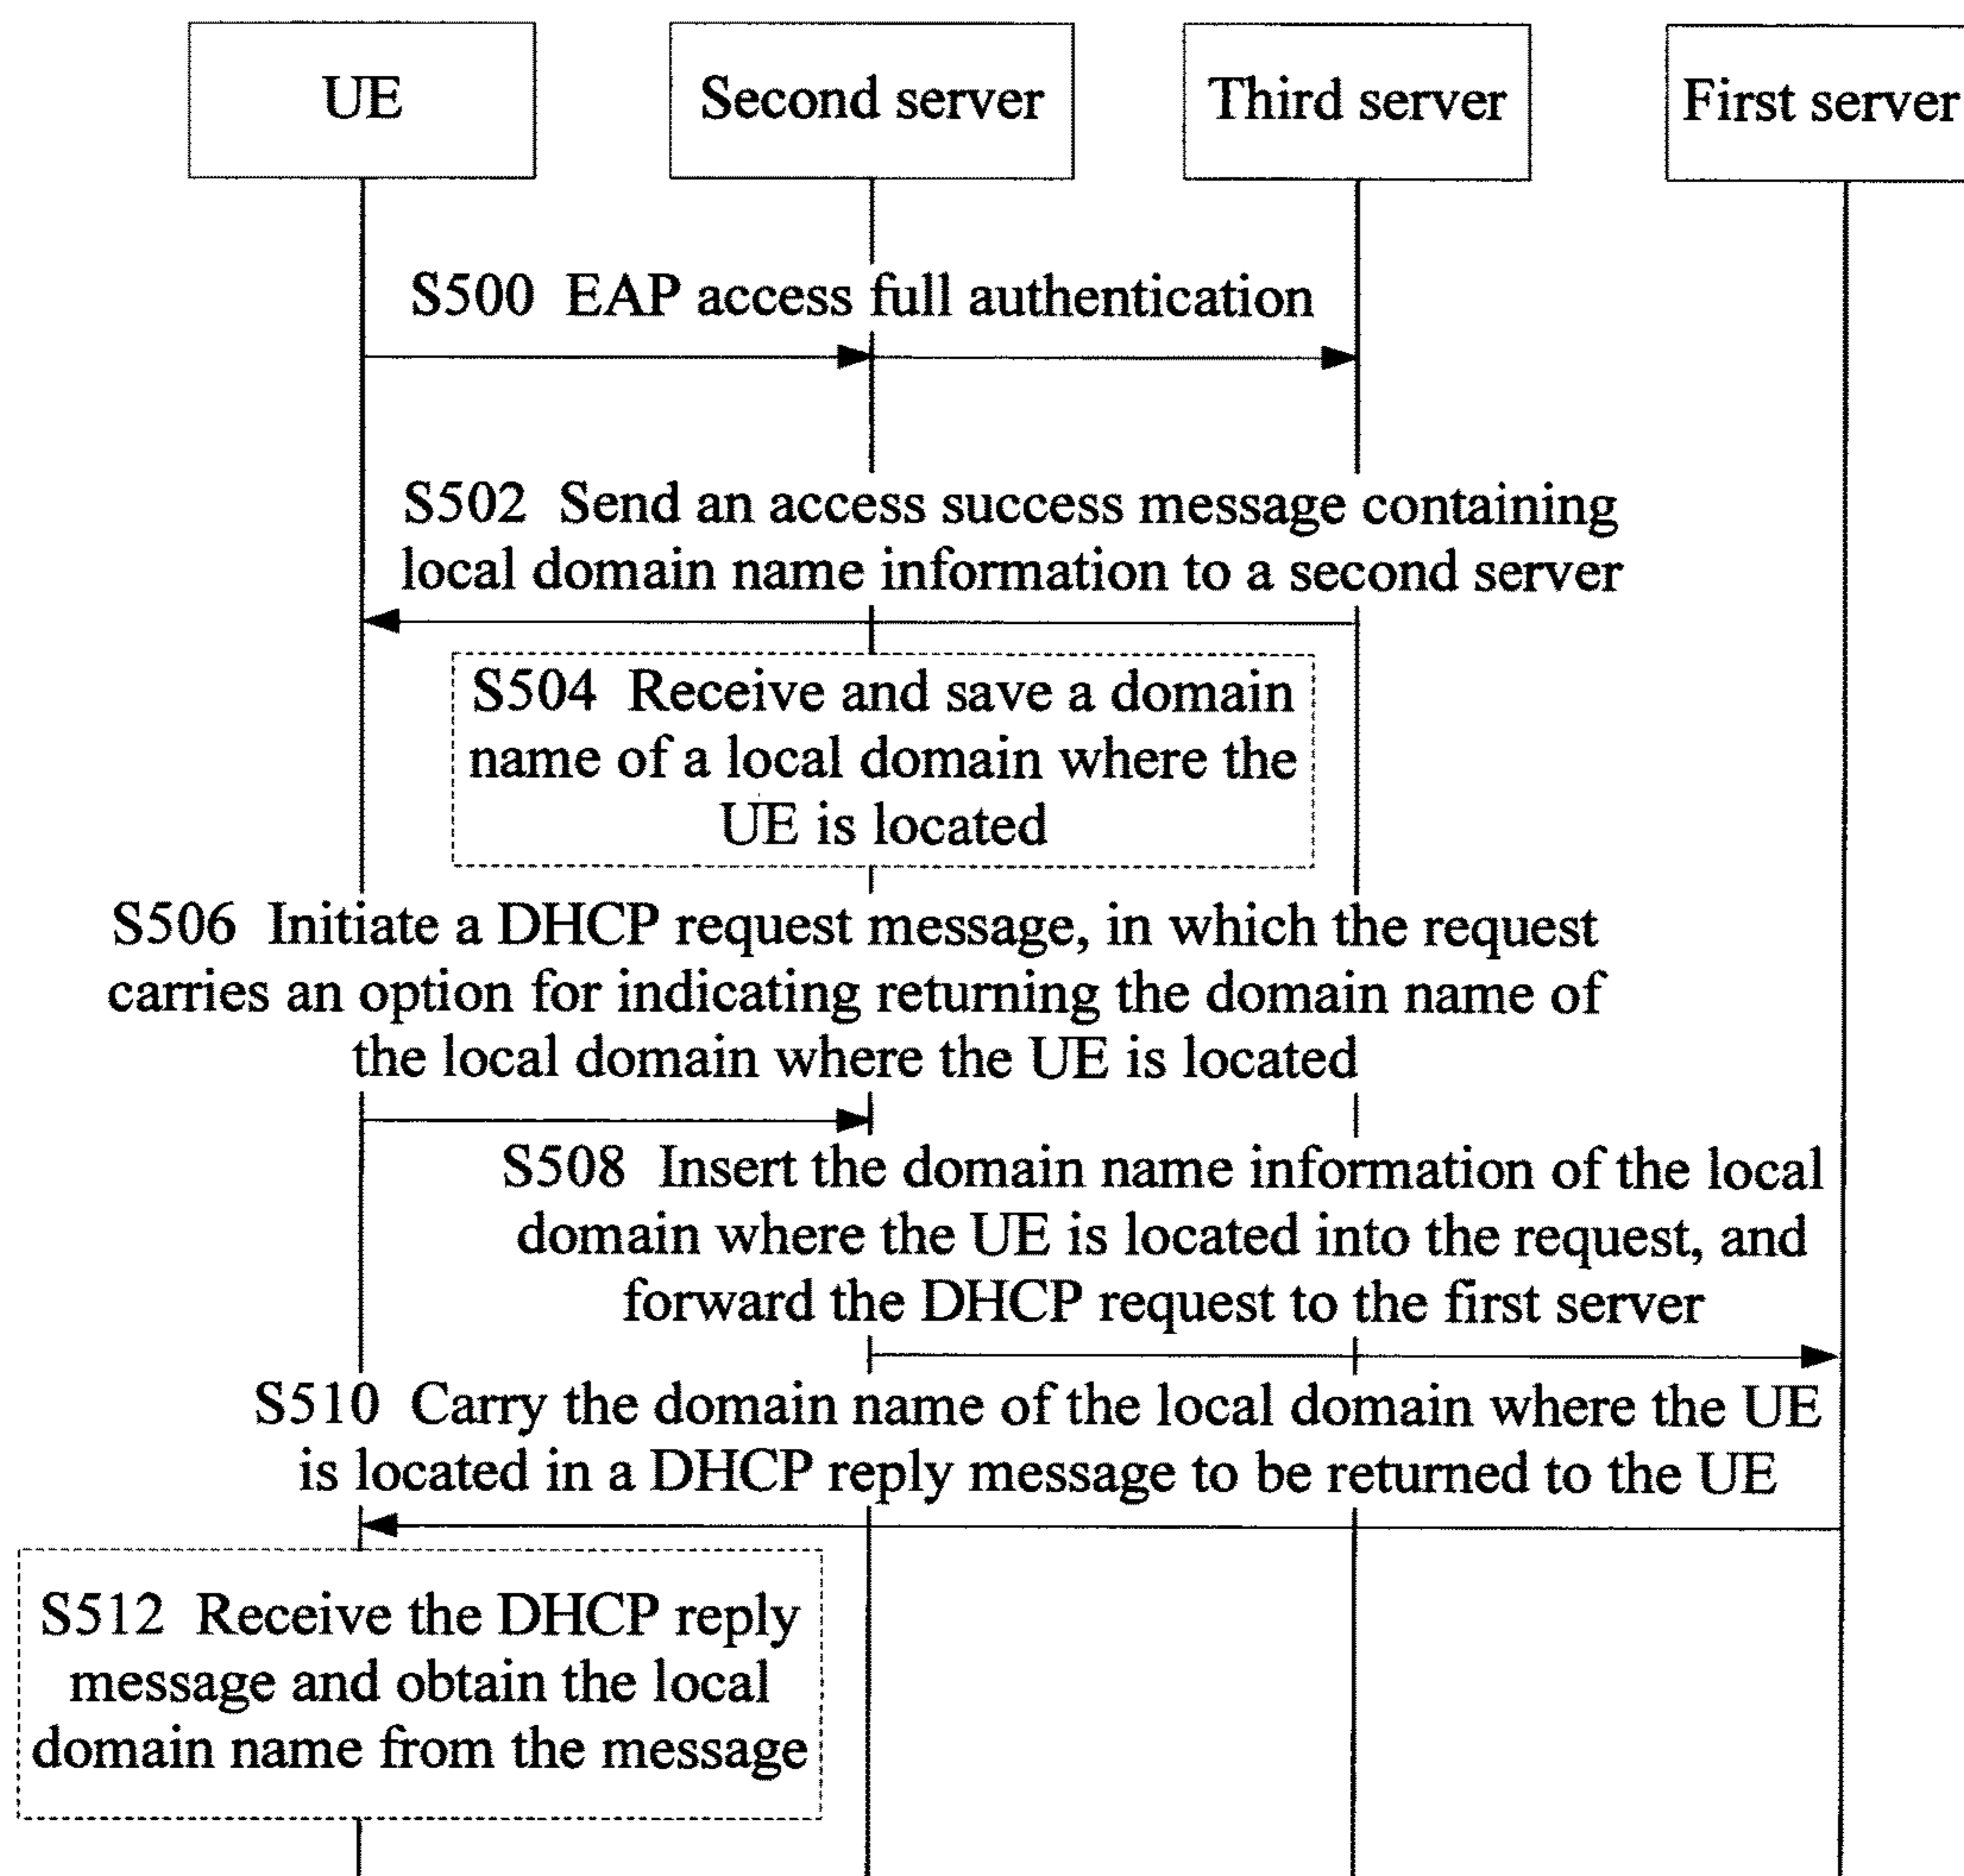 UE
Second server
Third server
First server
S500 EAP access full authentication
S502 Send an access success message containing
local domain name information to a second server
S504 Receive and save a domain
name of a local domain where the
UE is located
S506 Initiate a DHCP request message, in which the request
carries an option for indicating returning the domain name of
the local domain where the UE is located
S508 Insert the domain name information of the local
domain where the UE is located into the request, and
forward the DHCP request to the first server
S510 Carry the domain name of the local domain where the UE
is located in a DHCP reply message to be returned to the UE
S512 Receive the DHCP reply
message and obtain the local
domain name from the message